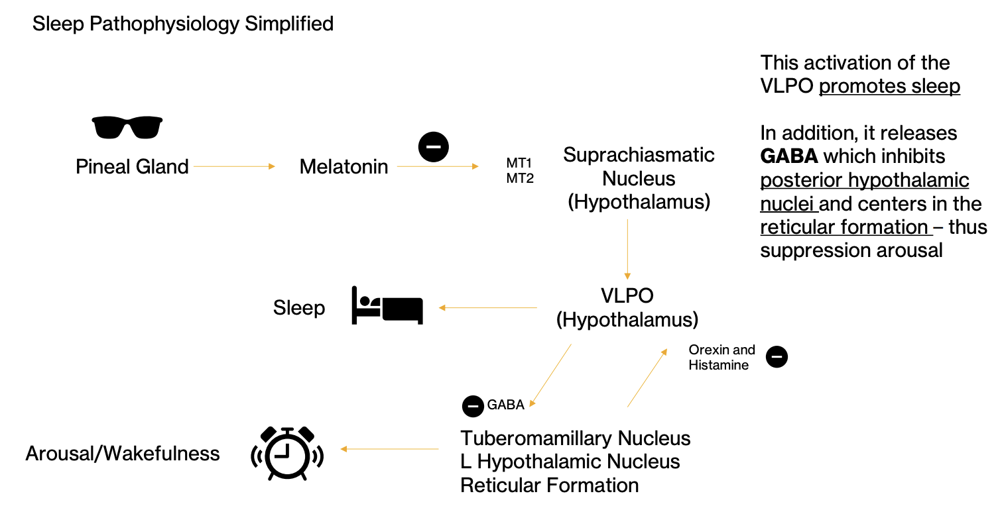 Sleep Pathophysiology Simplified
This activation of the
VLPO promotes sleep
In addition, it releases
GABA which inhibits
posterior hypothalamic
nuclei and centers in the
reticular formation – thus
suppression arousal
Pineal Gland
Melatonin
MT1
MT2
Suprachiasmatic
Nucleus
(Hypothalamus)
Sleep
VLPO
(Hypothalamus)
Orexin and
Histamine
GABA
Arousal/Wakefulness
Tuberomamillary Nucleus
L Hypothalamic Nucleus
Reticular Formation